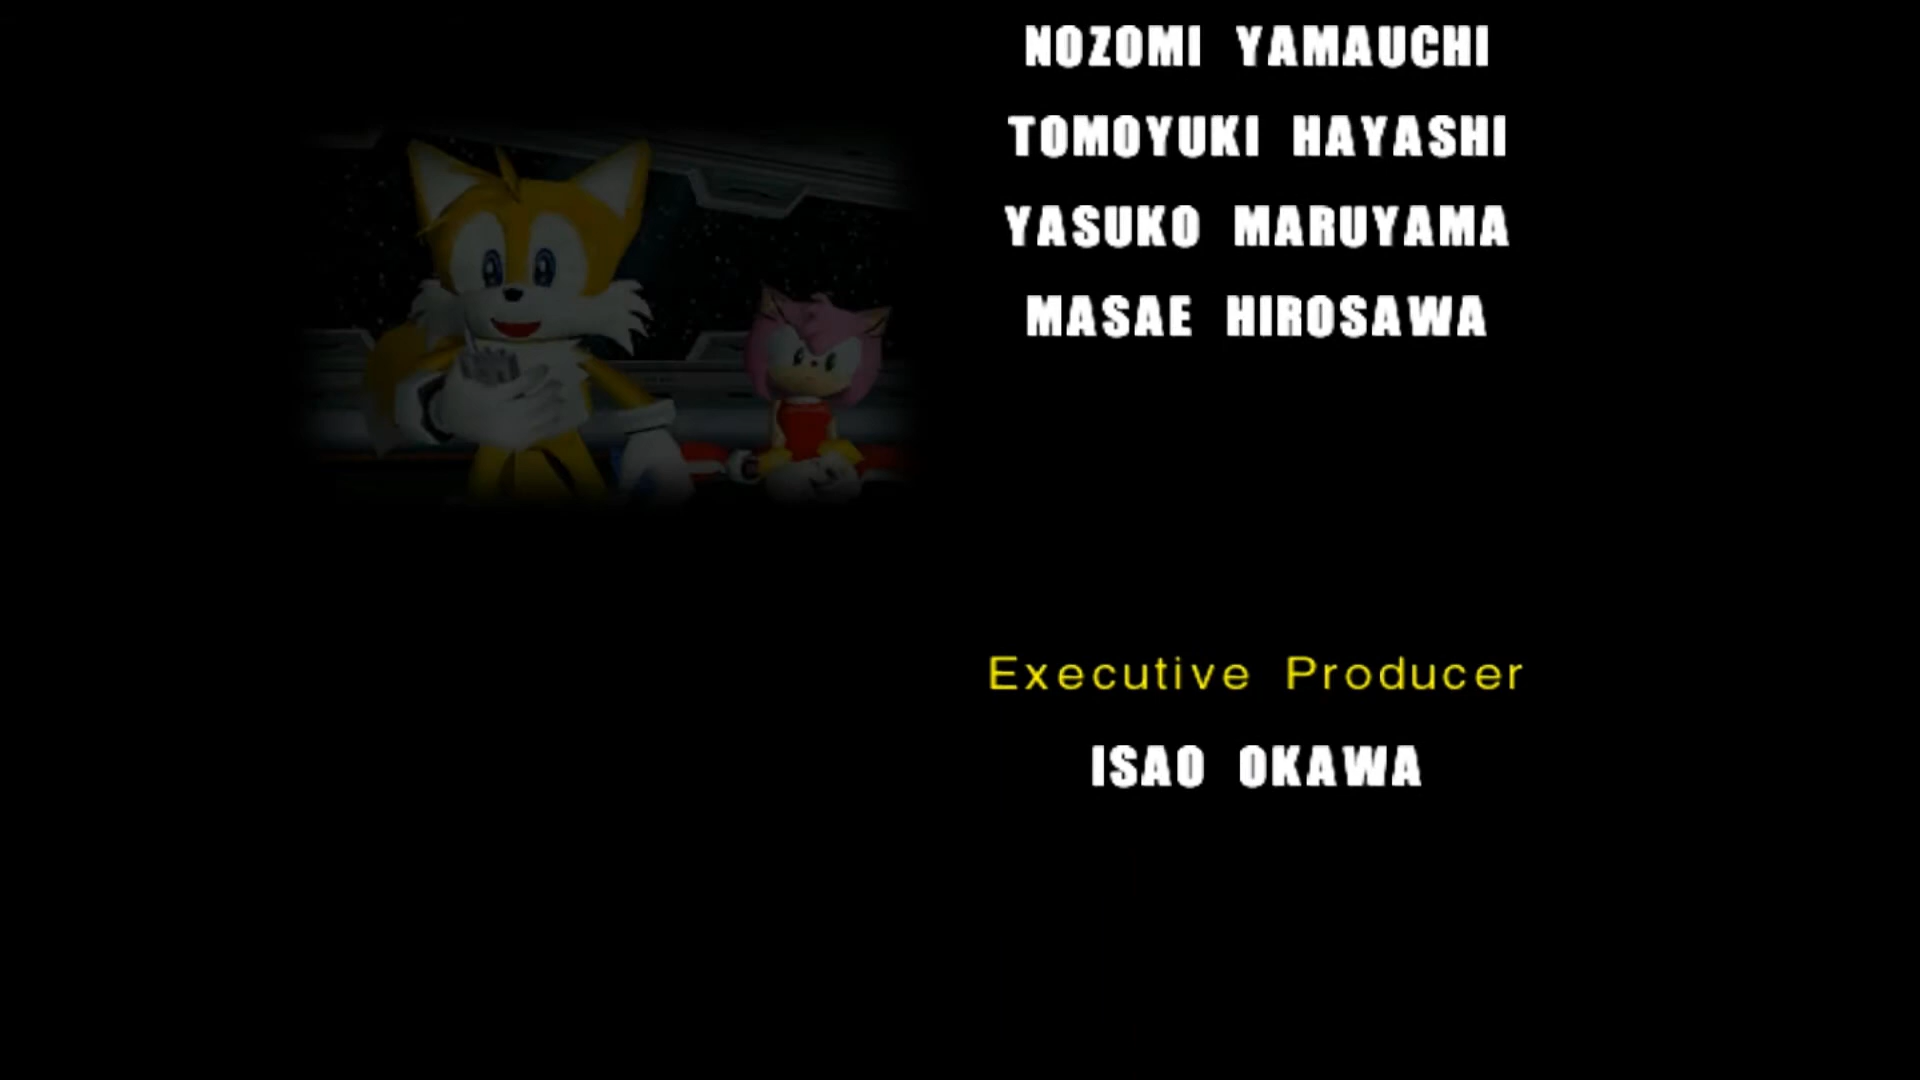 NOZOMI YAMAUCHI
TOMOYUKI HAYASHI
YASUKO MARUYAMA
MASAE HIROSAWA
Executive Producer
ISAO OKAWA